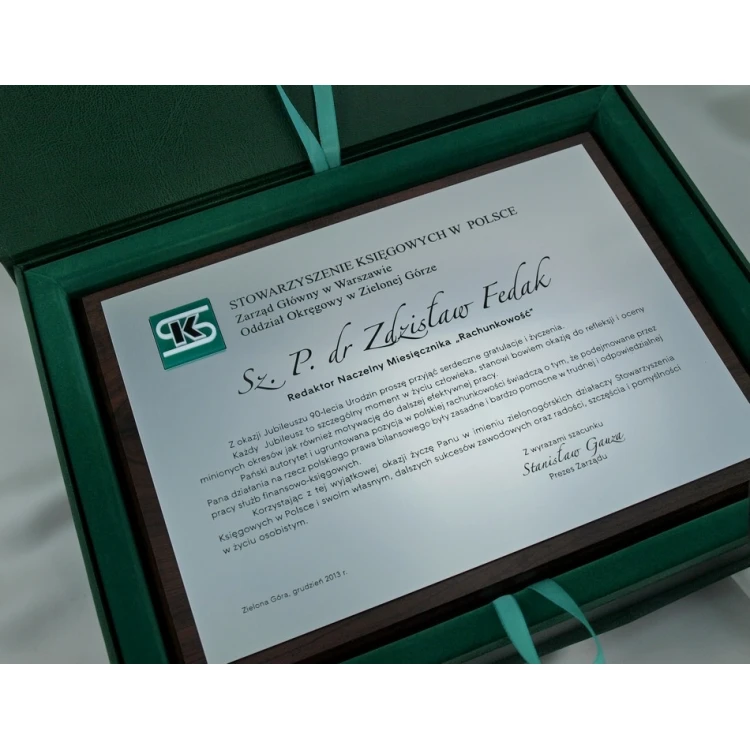 SKS
STOWARZYSZENIE KSIĘGOWYCH W POLSCE
Zarząd Główny w Warszawie
Oddział Okręgowy w Zielonej Górze
Sz. P. dr Zdzisław Fedak
Redaktor Naczelny Miesięcznika „Rachunkowość"
Z okazji Jubileuszu 90-lecia Urodzin proszę przyjąć serdeczne gratulacje i życzenia.
Każdy Jubileusz to szczególny moment w życiu człowieka, stanowi bowiem okazję do refleksji i oceny
minionych okresów jak również motywację do dalszej efektywnej pracy.
Pański autorytet i ugruntowana pozycja w polskiej rachunkowości świadczą o tym, że podejmowane przez
Pana działania na rzecz polskiego prawa bilansowego były zasadne i bardzo pomocne w trudnej i odpowiedzialnej
pracy służb finansowo-księgowych.
Korzystając z tej wyjątkowej okazji życzę Panu w imieniu zielonogórskich działaczy Stowarzyszenia
Księgowych w Polsce i swoim własnym, dalszych sukcesów zawodowych oraz radości, szczęścia i pomyślności
w życiu osobistym.
Z wyrazami szacunku
Stanisław Gauza
Prezes Zarządu
Zielona Góra, grudzień 2013 r.